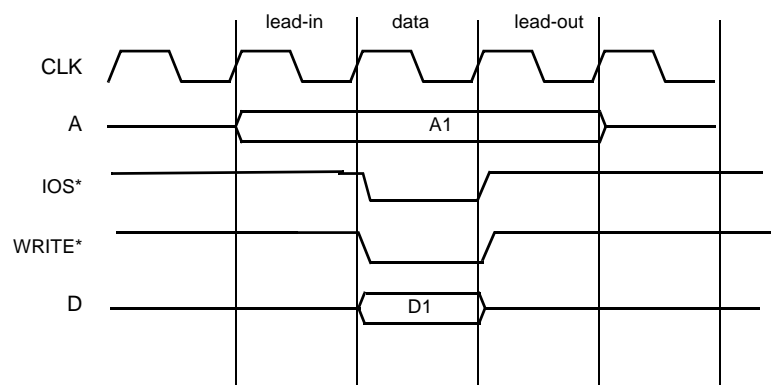 lead-in data lead-out
CLK
A A1
IOS*
WRITE*
D D1